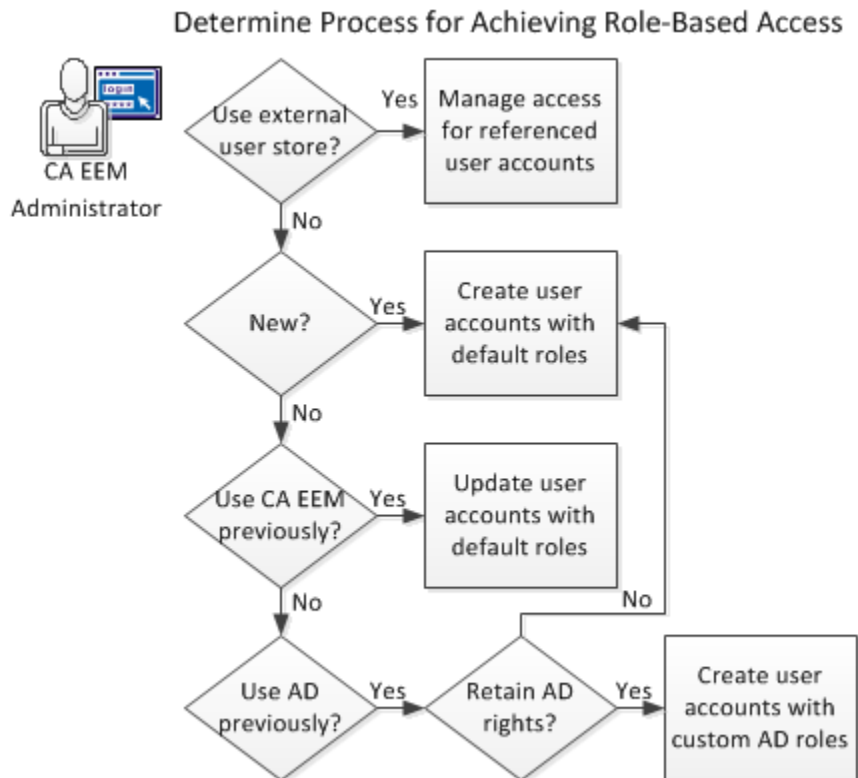 Determine Process for Achieving Role-Based Access
login
CA EEM
Administrator
Use external
user store?
Yes
Manage access
for referenced
user accounts
No
New?
Yes
Create user
accounts with
default roles
No
Use CA EEM
previously?
Yes
Update user
accounts with
default roles
No
Use AD
previously?
Yes
Retain AD
rights?
No
Yes
Create user
accounts with
custom AD roles